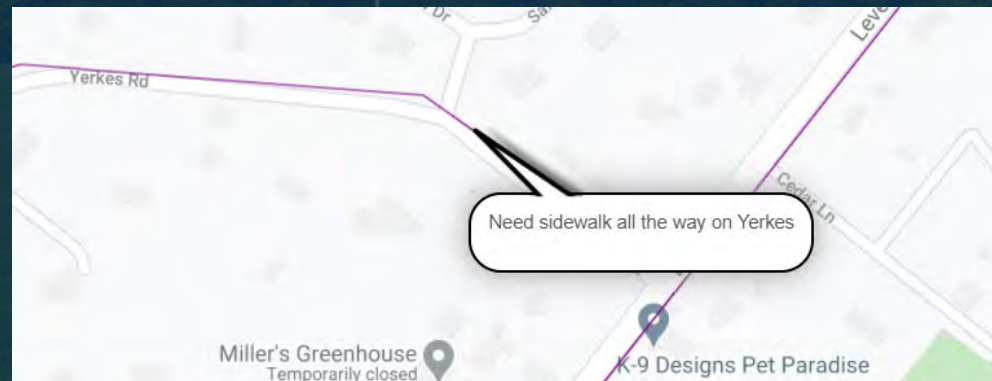 Dr
Yerkes Rd
Need sidewalk all the way on Yerkes
Cedar Ln
Miller's Greenhouse
Temporarily closed
K-9 Designs Pet Paradise